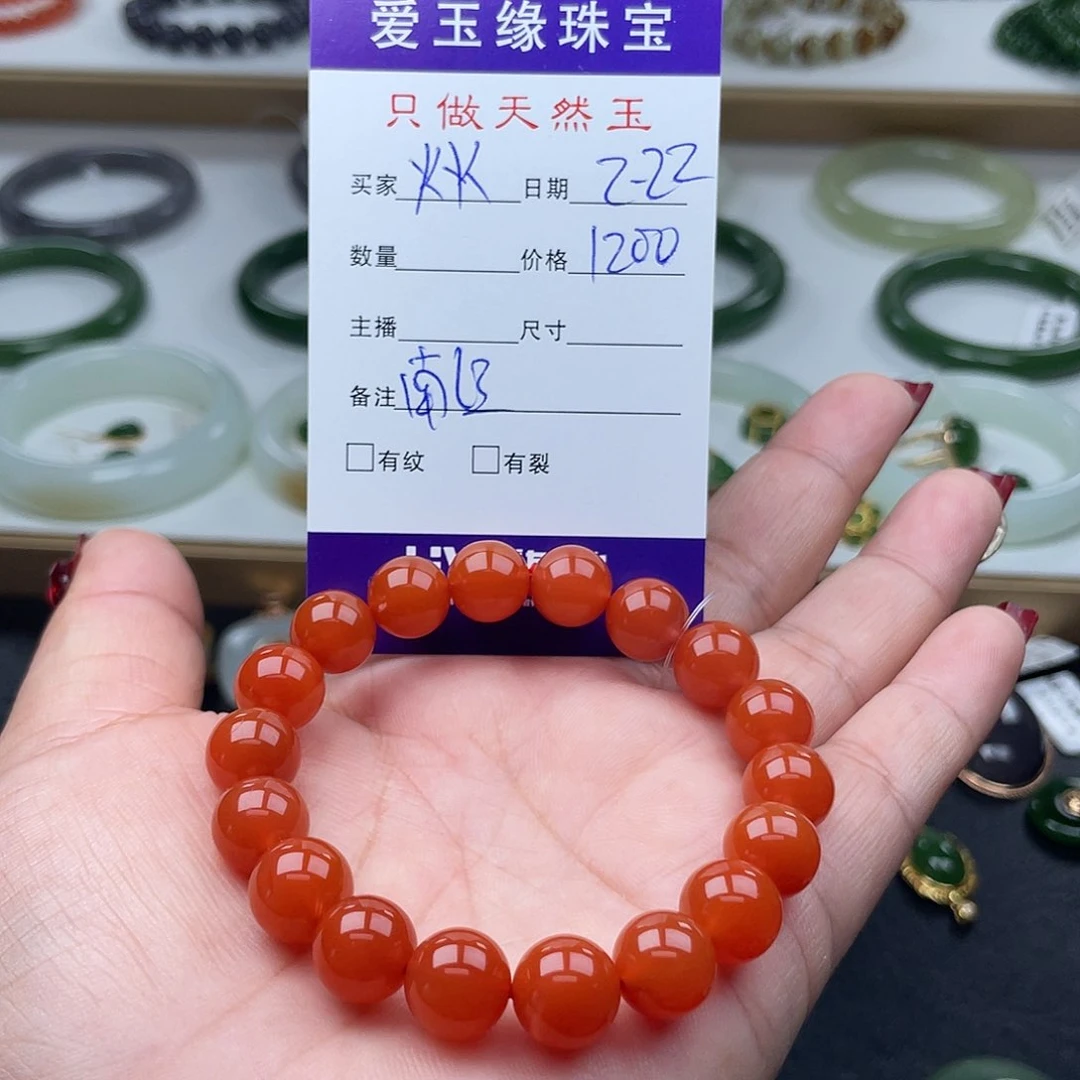 爱玉缘珠宝
只做天然玉
买家 KK 日期 2-22
数量 价格 1200
主播 尺寸
备注 南红
□有纹 □有裂